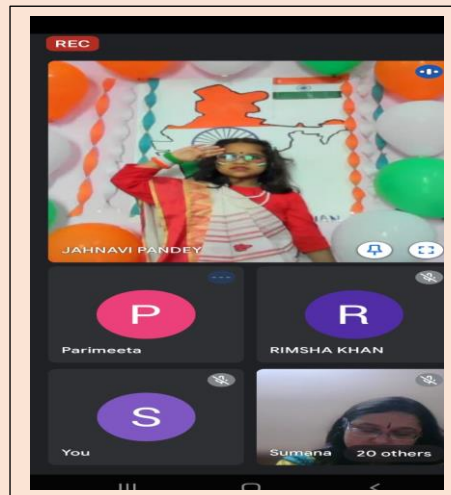 REC
JAHNAVI PANDEY
P
Parimeeta
R
RIMSHA KHAN
S
You
Sumana
20 others